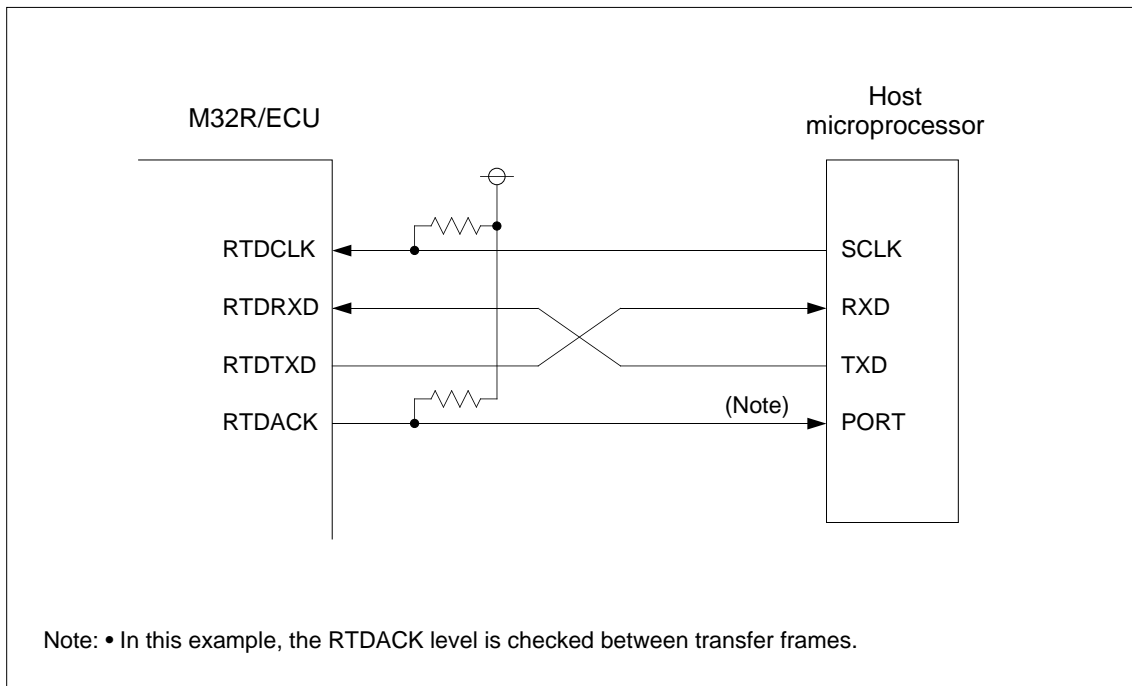 M32R/ECU
Host
microprocessor
RTDCLK
SCLK
RTDRXD
RXD
RTDTXD
TXD
RTDACK
(Note)
PORT
Note: • In this example, the RTDACK level is checked between transfer frames.